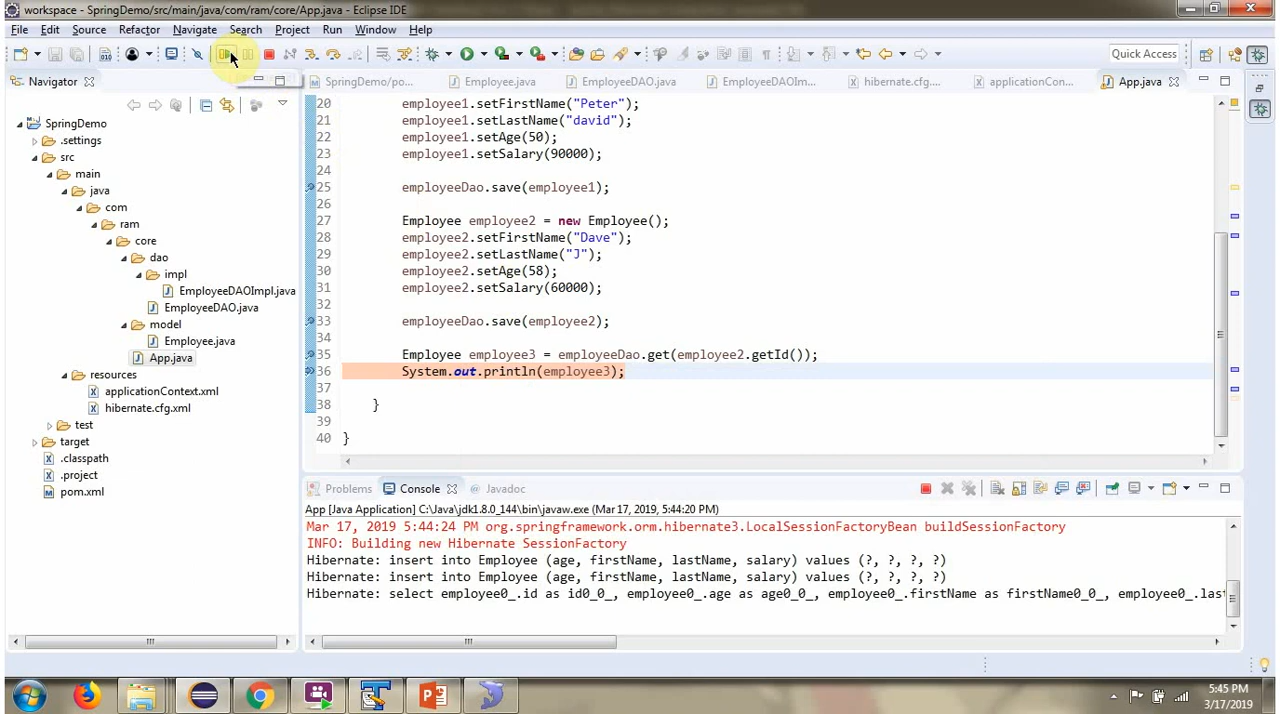 workspace - SpringDemo/src/main/java/com/ram/core/App.java - Eclipse IDE
File Edit Source Refactor Navigate Search Project Run Window Help
Quick Access
Navigator
SpringDemo/po... Employee.java EmployeeDAO.java EmployeeDAOIm... hibernate.cfg.... applicationCon... App.java
SpringDemo
.settings
src
main
java
com
ram
core
dao
impl
EmployeeDAOImpl.java
EmployeeDAO.java
model
Employee.java
App.java
resources
applicationContext.xml
hibernate.cfg.xml
test
target
.classpath
.project
pom.xml
20 employee1.setFirstName("Peter");
21 employee1.setLastName("david");
22 employee1.setAge(50);
23 employee1.setSalary(90000);
24
25 employeeDao.save(employee1);
26
27 Employee employee2 = new Employee();
28 employee2.setFirstName("Dave");
29 employee2.setLastName("J");
30 employee2.setAge(58);
31 employee2.setSalary(60000);
32
33 employeeDao.save(employee2);
34
35 Employee employee3 = employeeDao.get(employee2.getId());
36 System.out.println(employee3);
37
38 }
39
40 }
Problems Console Javadoc
App [Java Application] C:\Java\jdk1.8.0_144\bin\javaw.exe (Mar 17, 2019 5:44:20 PM)
Mar 17, 2019 5:44:24 PM org.springframework.orm.hibernate3.LocalSessionFactoryBean buildSessionFactory
INFO: Building new Hibernate SessionFactory
Hibernate: insert into Employee (age, firstName, lastName, salary) values (?, ?, ?, ?)
Hibernate: insert into Employee (age, firstName, lastName, salary) values (?, ?, ?, ?)
Hibernate: select employee0_.id as id0_0_, employee0_.age as age0_0_, employee0_.firstName as firstName0_0_, employee0_.las
5:45 PM
3/17/2019